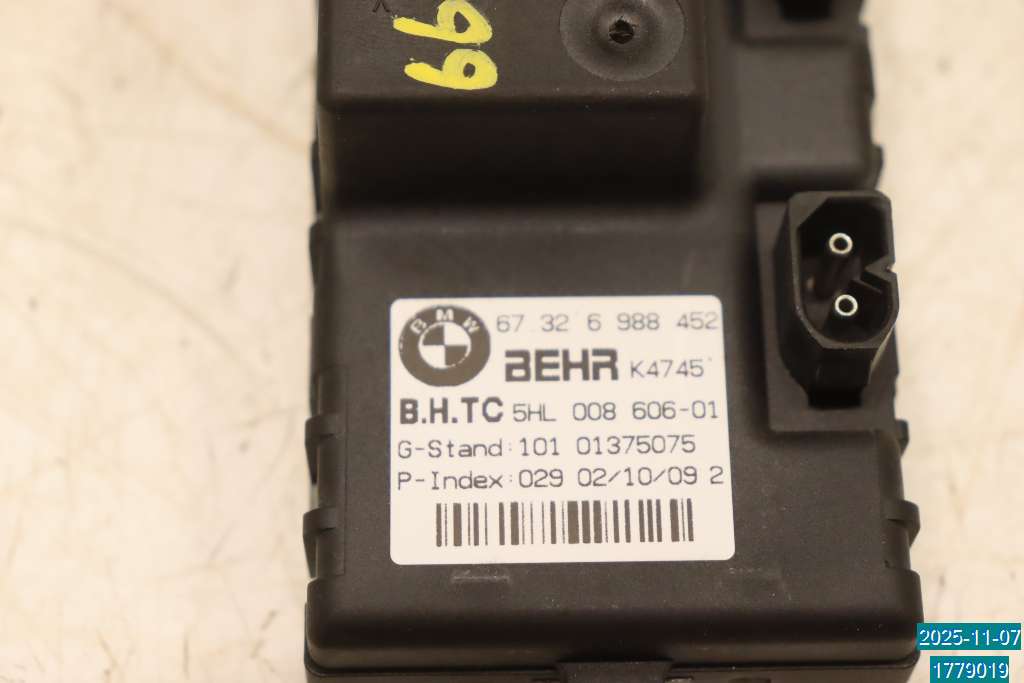 99
BMW
67 32 6 988 452
BEHR K4745
B.H.TC 5HL 008 606-01
G-Stand:101 01375075
P-Index:029 02/10/09 2
2025-11-07
1779019